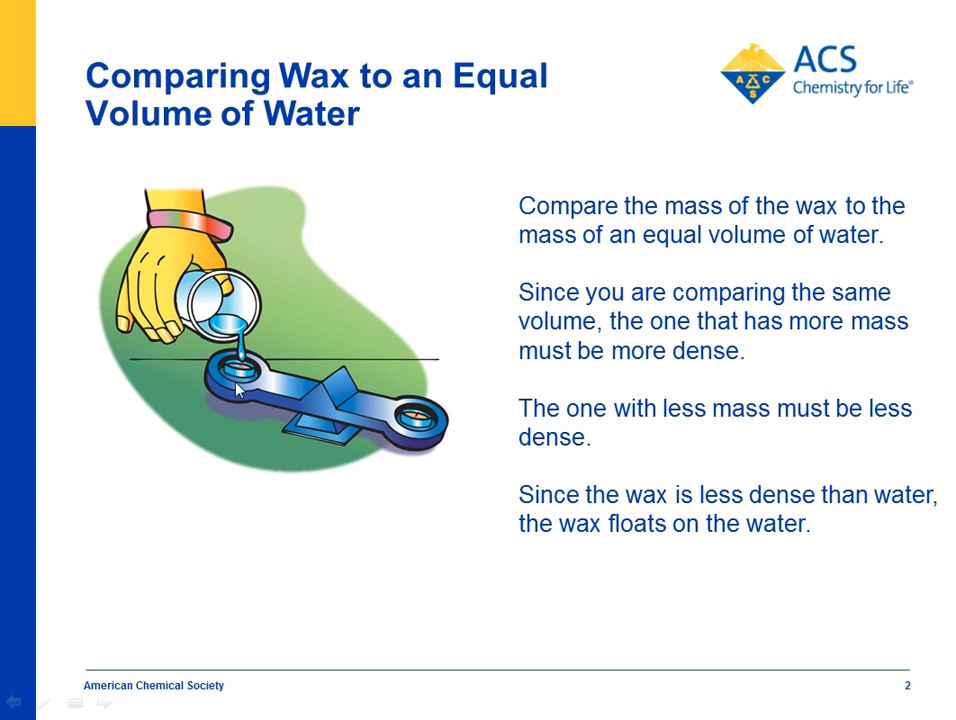 Comparing Wax to an Equal
Volume of Water
ACS
Chemistry for Life®
A C S
Compare the mass of the wax to the
mass of an equal volume of water.
Since you are comparing the same
volume, the one that has more mass
must be more dense.
The one with less mass must be less
dense.
Since the wax is less dense than water,
the wax floats on the water.
American Chemical Society
2